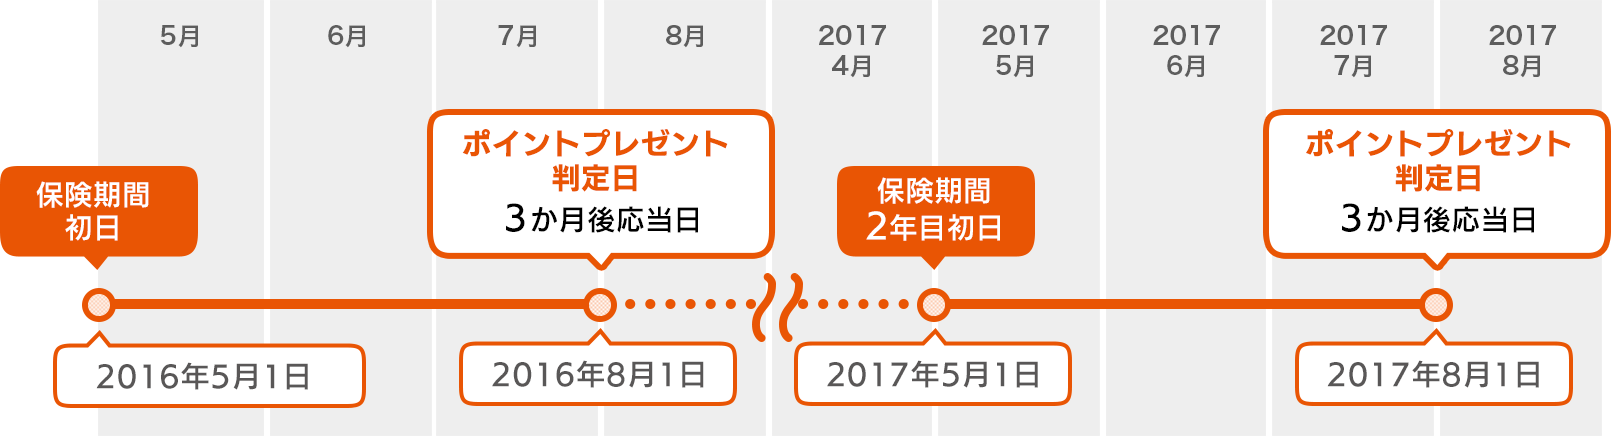 5月
6月
7月
8月
2017
4月
2017
5月
2017
6月
2017
7月
2017
8月
保険期間
初日
ポイントプレゼント
判定日
3か月後応当日
保険期間
2年目初日
ポイントプレゼント
判定日
3か月後応当日
2016年5月1日
2016年8月1日
2017年5月1日
2017年8月1日